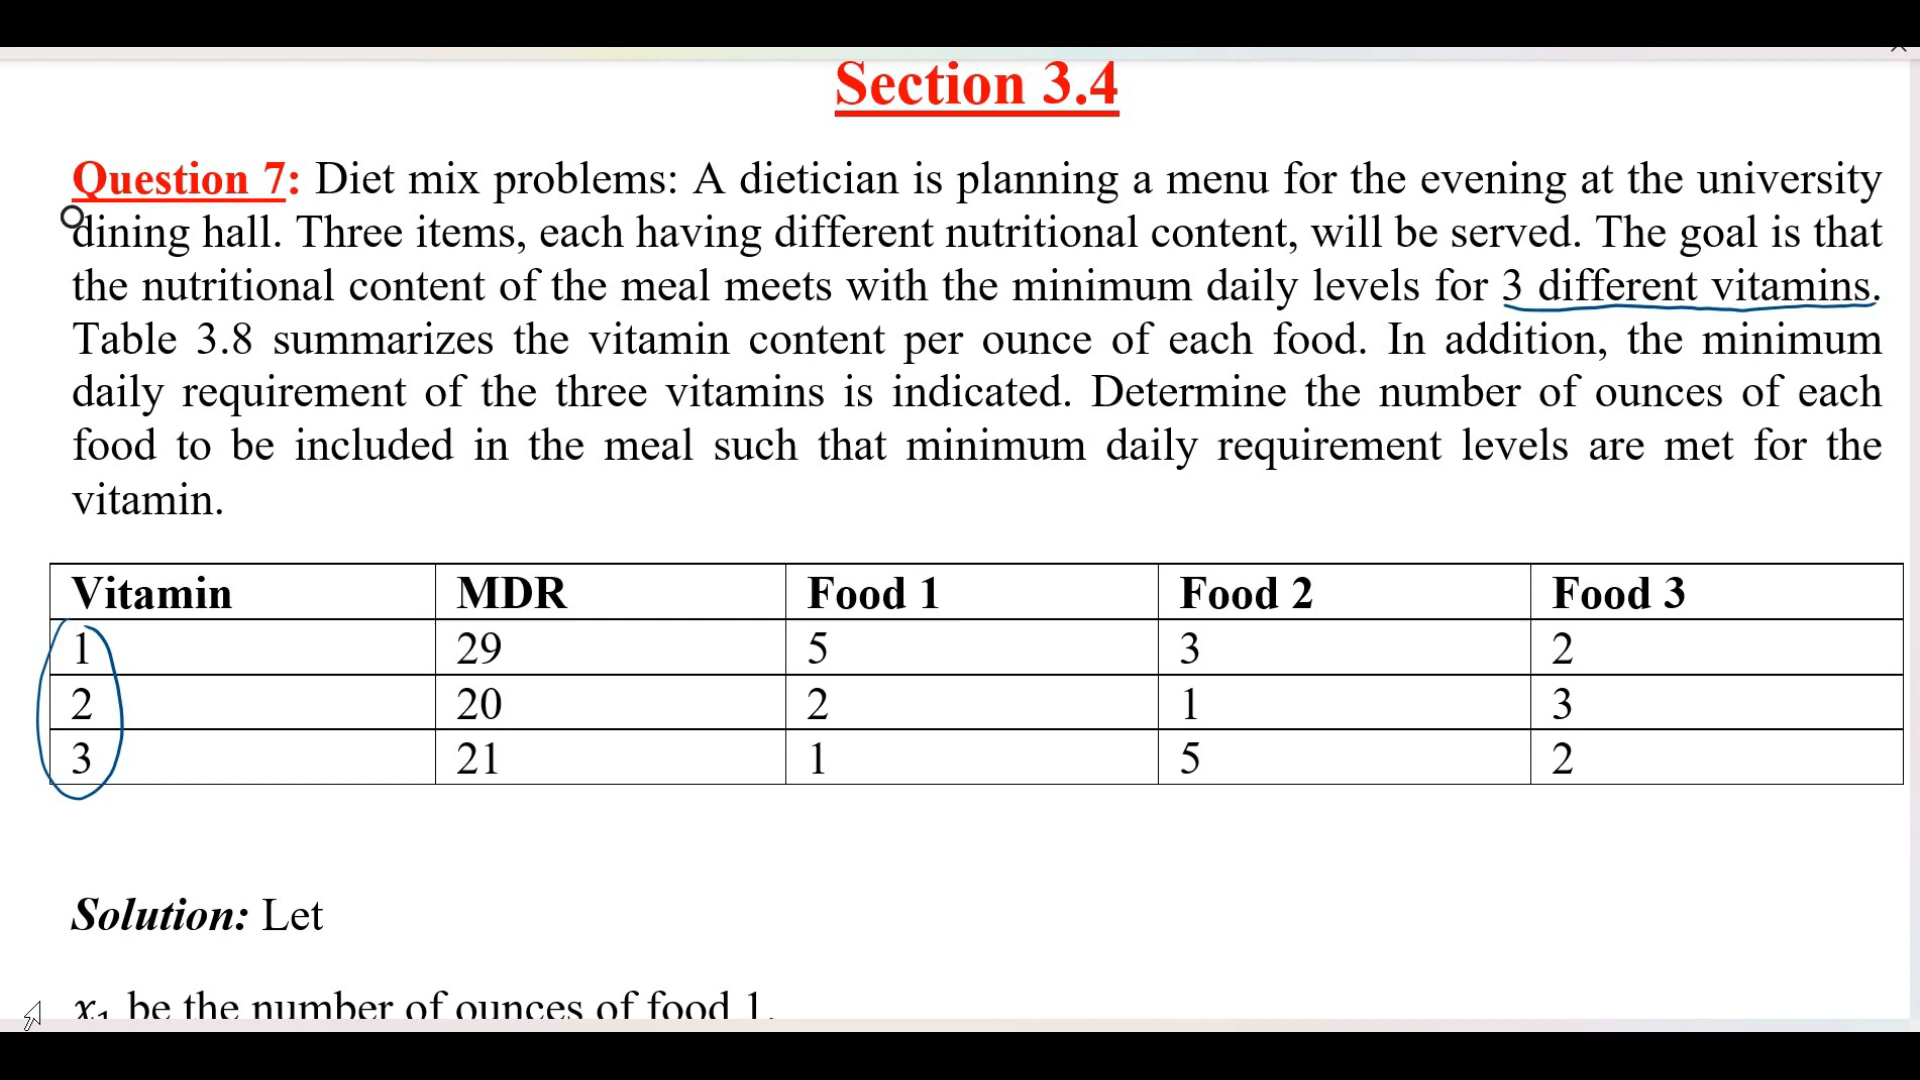 Section 3.4
Question 7: Diet mix problems: A dietician is planning a menu for the evening at the university
dining hall. Three items, each having different nutritional content, will be served. The goal is that
the nutritional content of the meal meets with the minimum daily levels for 3 different vitamins.
Table 3.8 summarizes the vitamin content per ounce of each food. In addition, the minimum
daily requirement of the three vitamins is indicated. Determine the number of ounces of each
food to be included in the meal such that minimum daily requirement levels are met for the
vitamin.
Vitamin MDR Food 1 Food 2 Food 3
1 29 5 3 2
2 20 2 1 3
3 21 1 5 2
Solution: Let
x₁ be the number of ounces of food 1.